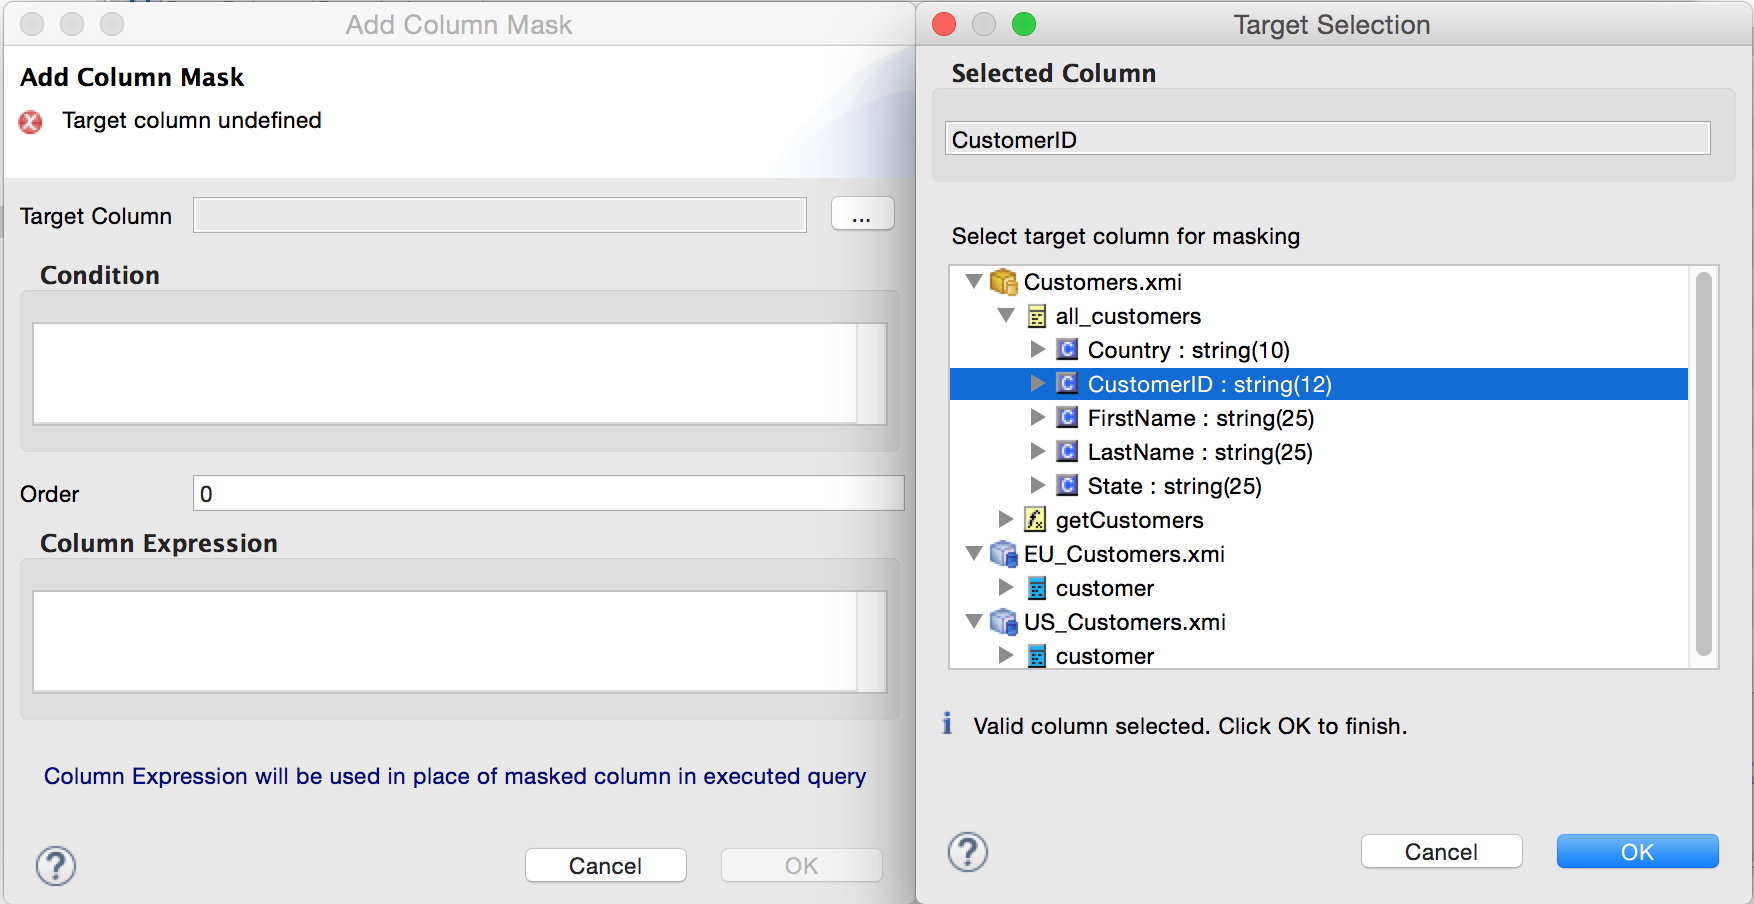 Add Column Mask
Add Column Mask
Target column undefined
Target Column
...
Condition
Order
0
Column Expression
Column Expression will be used in place of masked column in executed query
Cancel
OK
Target Selection
Selected Column
CustomerID
Select target column for masking
Customers.xmi
all_customers
Country : string(10)
CustomerID : string(12)
FirstName : string(25)
LastName : string(25)
State : string(25)
getCustomers
EU_Customers.xmi
customer
US_Customers.xmi
customer
Valid column selected. Click OK to finish.
Cancel
OK